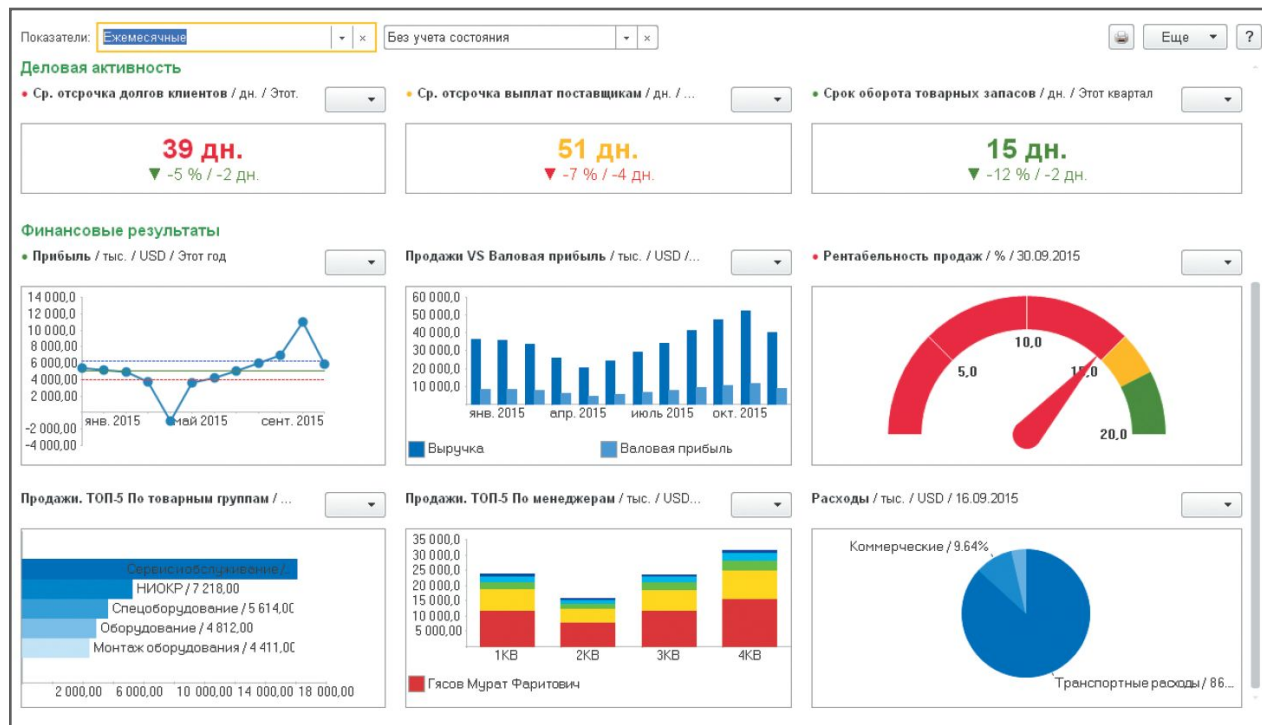 Показатели: Ежемесячные Без учета состояния Еще ?
Деловая активность
Ср. отсрочка долгов клиентов / дн. / Этот.
39 дн.
▼ -5 % / -2 дн.
Ср. отсрочка выплат поставщикам / дн. / ...
51 дн.
▼ -7 % / -4 дн.
Срок оборота товарных запасов / дн. / Этот квартал
15 дн.
▼ -12 % / -2 дн.
Финансовые результаты
Прибыль / тыс. / USD / Этот год
14 000,0
12 000,0
10 000,0
8 000,00
6 000,00
4 000,00
2 000,00
янв. 2015 май 2015 сент. 2015
-2 000,00
-4 000,00
Продажи VS Валовая прибыль / тыс. / USD /...
60 000,0
50 000,0
40 000,0
30 000,0
20 000,0
10 000,0
янв. 2015 апр. 2015 июль 2015 окт. 2015
Выручка Валовая прибыль
Рентабельность продаж / % / 30.09.2015
5,0
10,0
15,0
20,0
Продажи. ТОП-5 По товарным группам / ...
Сервисиобслуживание /...
НИОКР / 7 218,00
Спецоборудование / 5 614,00
Оборудование / 4 812,00
Монтаж оборудования / 4 411,00
2 000,00 6 000,00 10 000,00 14 000,00 18 000,00
Продажи. ТОП-5 По менеджерам / тыс. / USD...
35 000,0
30 000,0
25 000,0
20 000,0
15 000,0
10 000,0
5 000,00
1КВ 2КВ 3КВ 4КВ
Гясов Мурат Фаритович
Расходы / тыс. / USD / 16.09.2015
Коммерческие / 9.64%
Транспортные расходы / 86...